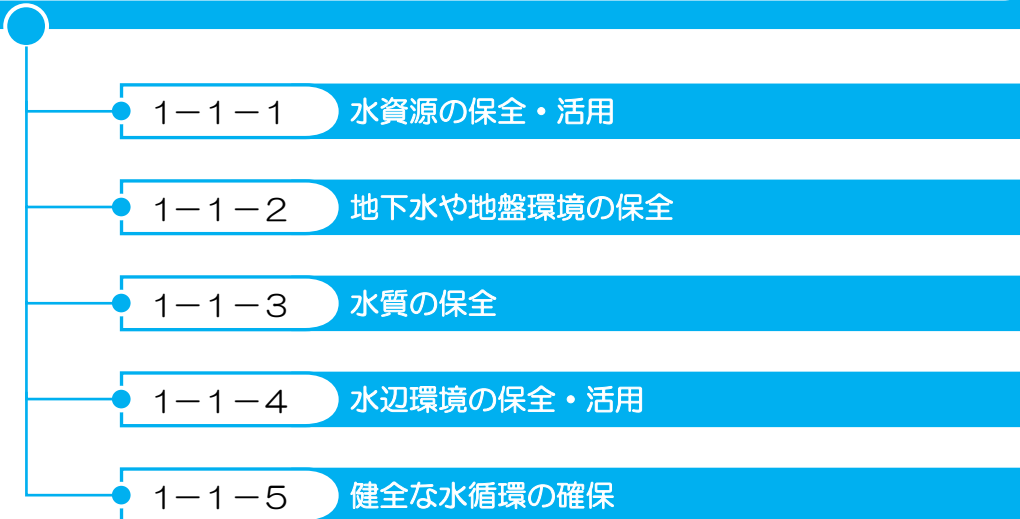 1－1－1 水資源の保全・活用
1－1－2 地下水や地盤環境の保全
1－1－3 水質の保全
1－1－4 水辺環境の保全・活用
1－1－5 健全な水循環の確保